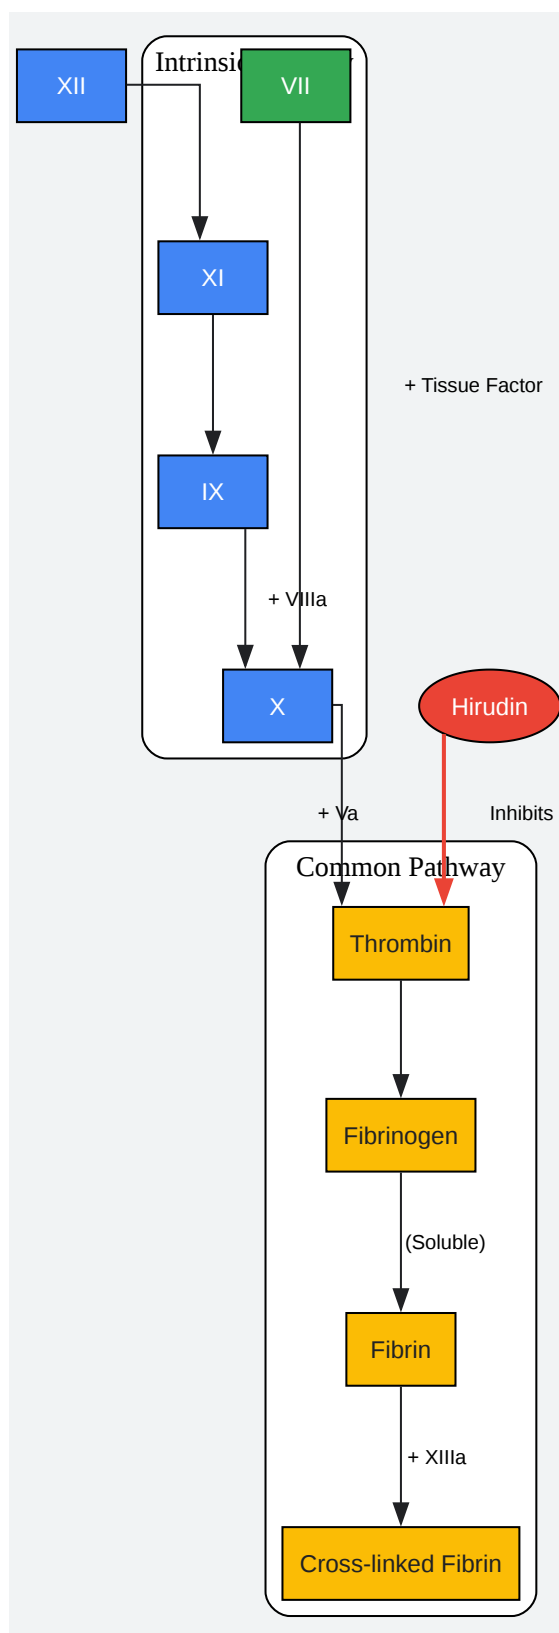 Intrinsic
XII
VII
XI
+ Tissue Factor
IX
+ VIIIa
X
Hirudin
+ Va
Inhibits
Common Pathway
Thrombin
Fibrinogen
(Soluble)
Fibrin
+ XIIIa
Cross-linked Fibrin